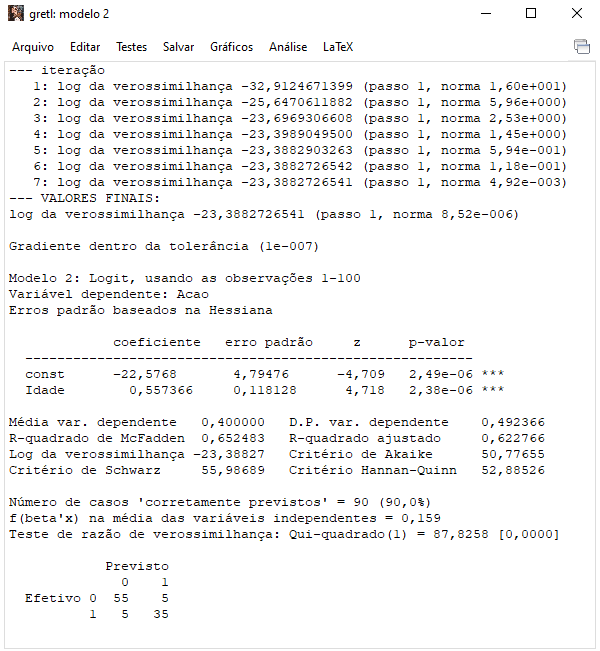 gretl: modelo 2
Arquivo Editar Testes Salvar Gráficos Análise LaTeX
--- iteração
1: log da verossimilhança -32,9124671399 (passo 1, norma 1,60e+001)
2: log da verossimilhança -25,6470611882 (passo 1, norma 5,96e+000)
3: log da verossimilhança -23,6969306608 (passo 1, norma 2,53e+000)
4: log da verossimilhança -23,3989049500 (passo 1, norma 1,45e+000)
5: log da verossimilhança -23,3882903263 (passo 1, norma 5,94e-001)
6: log da verossimilhança -23,3882726542 (passo 1, norma 1,18e-001)
7: log da verossimilhança -23,3882726541 (passo 1, norma 4,92e-003)
--- VALORES FINAIS:
log da verossimilhança -23,3882726541 (passo 1, norma 8,52e-006)
Gradiente dentro da tolerância (1e-007)
Modelo 2: Logit, usando as observações 1-100
Variável dependente: Acao
Erros padrão baseados na Hessiana
coeficiente erro padrão z p-valor
---------------------------------------------------------
const -22,5768 4,79476 -4,709 2,49e-06 ***
Idade 0,557366 0,118128 4,718 2,38e-06 ***
Média var. dependente 0,400000 D.P. var. dependente 0,492366
R-quadrado de McFadden 0,652483 R-quadrado ajustado 0,622766
Log da verossimilhança -23,38827 Critério de Akaike 50,77655
Critério de Schwarz 55,98689 Critério Hannan-Quinn 52,88526
Número de casos 'corretamente previstos' = 90 (90,0%)
f(beta'x) na média das variáveis independentes = 0,159
Teste de razão de verossimilhança: Qui-quadrado(1) = 87,8258 [0,0000]
Previsto
0 1
Efetivo 0 55 5
1 5 35